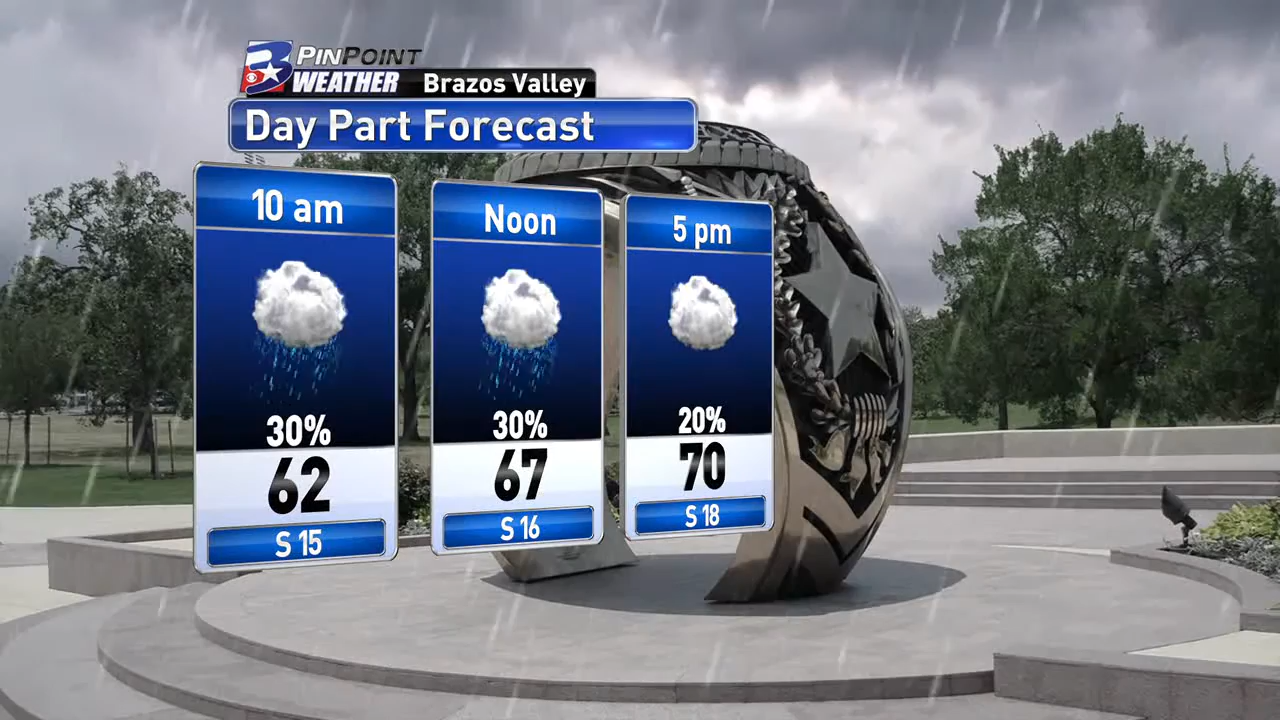 PINPOINT
WEATHER Brazos Valley
Day Part Forecast
10 am
30%
62
S 15
Noon
30%
67
S 16
5 pm
20%
70
S 18